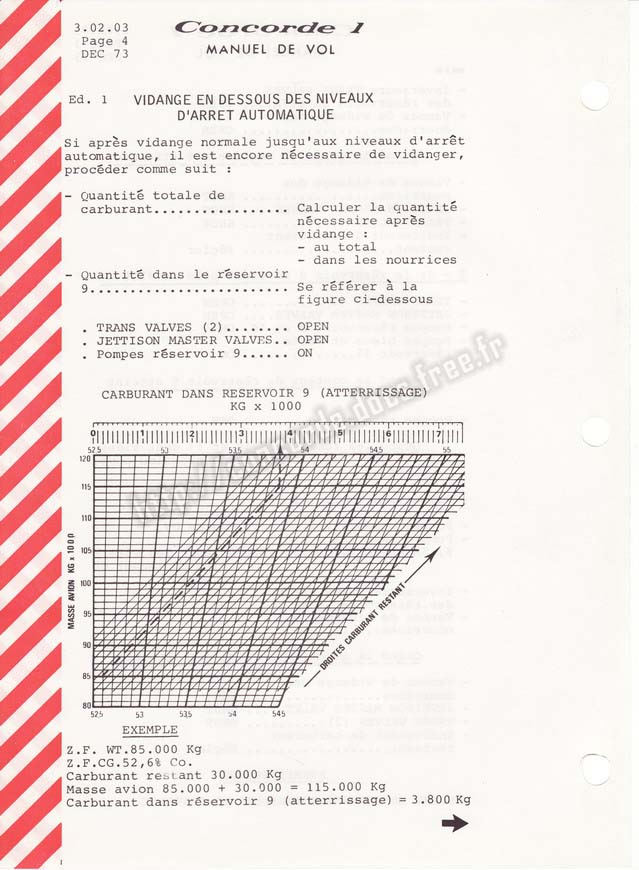 3.02.03
Page 4
DEC 73
Concorde 1
MANUEL DE VOL
Ed. 1 VIDANGE EN DESSOUS DES NIVEAUX
D'ARRET AUTOMATIQUE
Si après vidange normale jusqu'aux niveaux d'arrêt
automatique, il est encore nécessaire de vidanger,
procéder comme suit :
- Quantité totale de
carburant.................. Calculer la quantité
nécessaire après
vidange :
- au total
- dans les nourrices
- Quantité dans le réservoir
9.......................... Se référer à la
figure ci-dessous
. TRANS VALVES (2)....... OPEN
. JETTISON MASTER VALVES.. OPEN
. Pompes réservoir 9...... ON
CARBURANT DANS RESERVOIR 9 (ATTERRISSAGE)
KG x 1000
0 1 2 3 4 5 6 7
52.5 53 53.5 54 54.5 55
120
115
110
105
100
95
90
85
80
MASSE AVION KG x 1000
DROITES CARBURANT RESTANT
52.5 53 53.5 54 54.5
EXEMPLE
Z.F. WT.85.000 Kg
Z.F.CG.52,6% Co.
Carburant restant 30.000 Kg
Masse avion 85.000 + 30.000 = 115.000 Kg
Carburant dans réservoir 9 (atterrissage) = 3.800 Kg